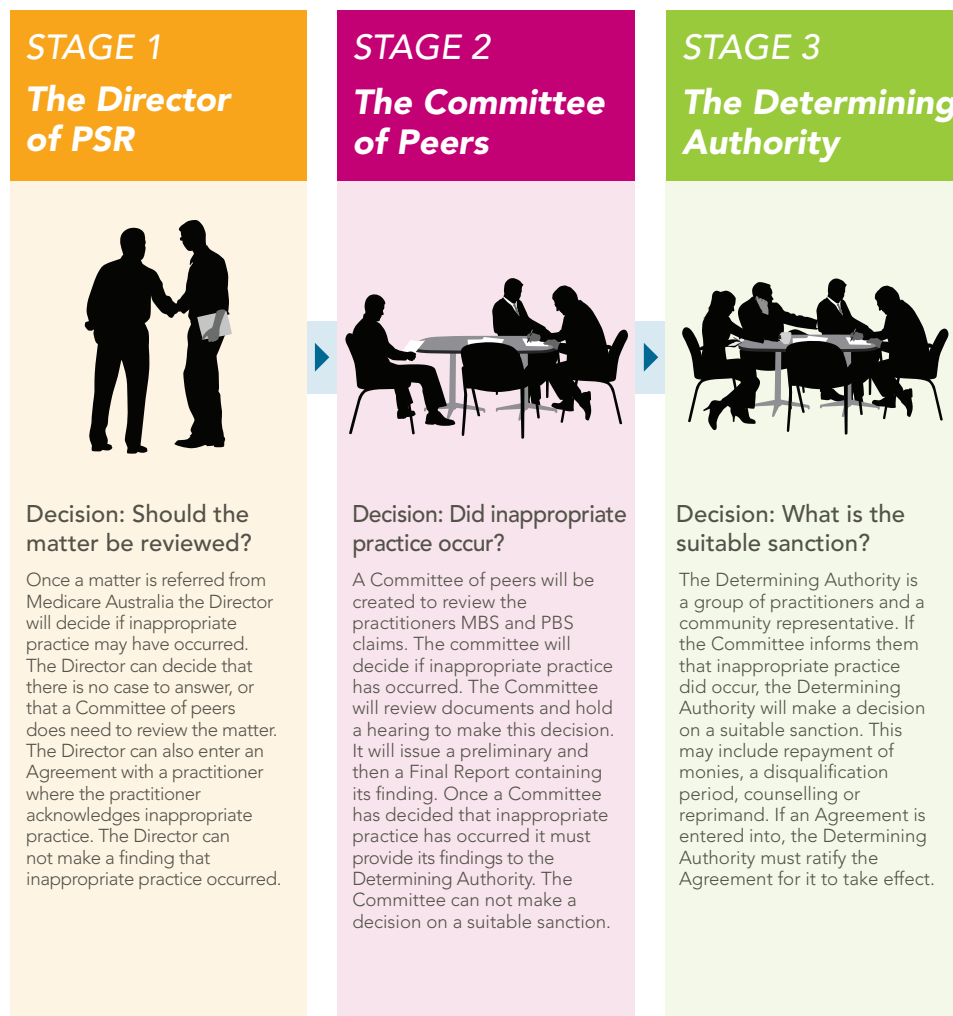 STAGE 1
The Director
of PSR
Decision: Should the
matter be reviewed?
Once a matter is referred from
Medicare Australia the Director
will decide if inappropriate
practice may have occurred.
The Director can decide that
there is no case to answer, or
that a Committee of peers
does need to review the matter.
The Director can also enter an
Agreement with a practitioner
where the practitioner
acknowledges inappropriate
practice. The Director can
not make a finding that
inappropriate practice occurred.
STAGE 2
The Committee
of Peers
Decision: Did inappropriate
practice occur?
A Committee of peers will be
created to review the
practitioners MBS and PBS
claims. The committee will
decide if inappropriate practice
has occurred. The Committee
will review documents and hold
a hearing to make this decision.
It will issue a preliminary and
then a Final Report containing
its finding. Once a Committee
has decided that inappropriate
practice has occurred it must
provide its findings to the
Determining Authority. The
Committee can not make a
decision on a suitable sanction.
STAGE 3
The Determining
Authority
Decision: What is the
suitable sanction?
The Determining Authority is
a group of practitioners and a
community representative. If
the Committee informs them
that inappropriate practice
did occur, the Determining
Authority will make a decision
on a suitable sanction. This
may include repayment of
monies, a disqualification
period, counselling or
reprimand. If an Agreement is
entered into, the Determining
Authority must ratify the
Agreement for it to take effect.